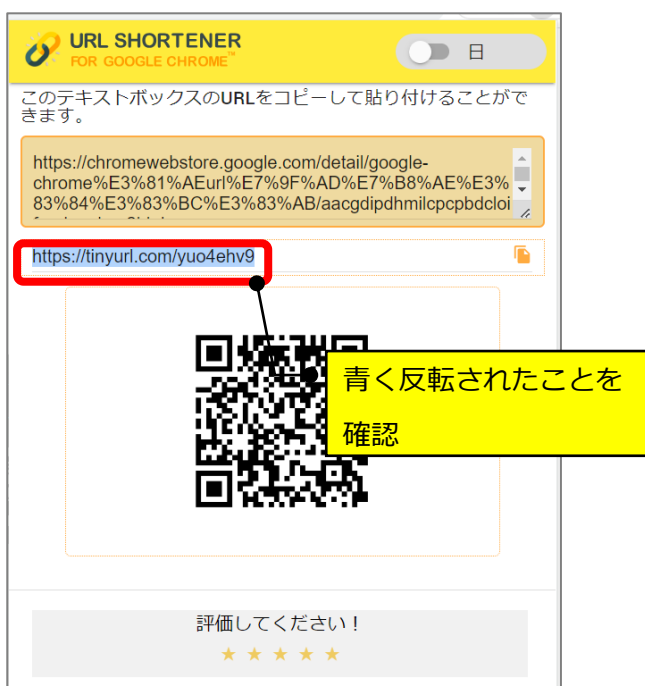 URL SHORTENER
FOR GOOGLE CHROME™
日
このテキストボックスのURLをコピーして貼り付けることがで
きます。
https://chromewebstore.google.com/detail/google-
chrome%E3%81%AEurl%E7%9F%AD%E7%B8%AE%E3%
83%84%E3%83%BC%E3%83%AB/aacgdipdhmilcpcpbdcloi
https://tinyurl.com/yuo4ehv9
青く反転されたことを
確認
評価してください！
★ ★ ★ ★ ★